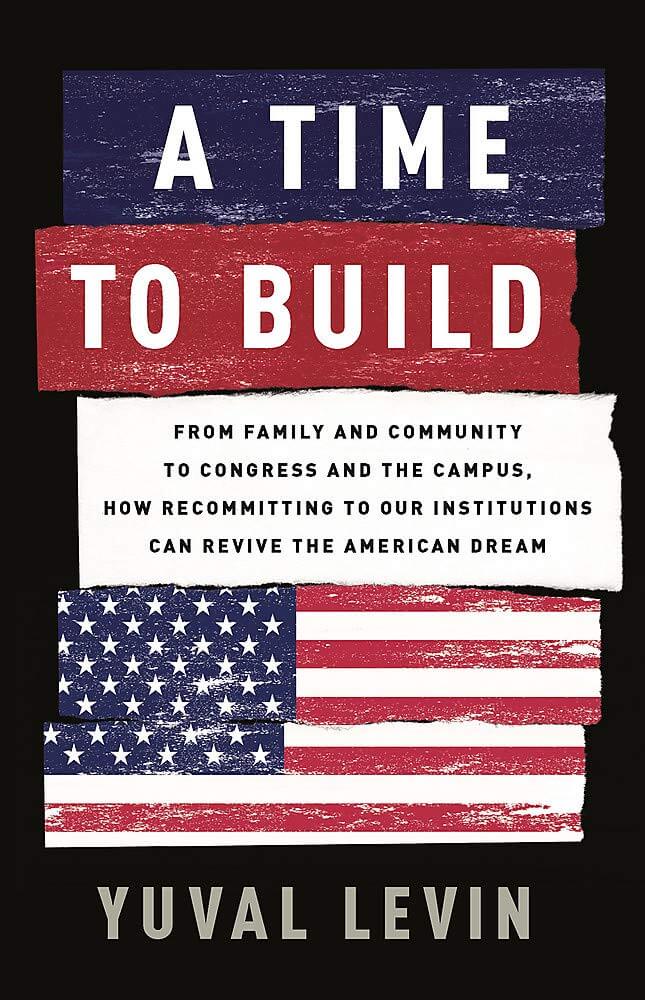 A TIME
TO BUILD
FROM FAMILY AND COMMUNITY
TO CONGRESS AND THE CAMPUS,
HOW RECOMMITTING TO OUR INSTITUTIONS
CAN REVIVE THE AMERICAN DREAM
YUVAL LEVIN